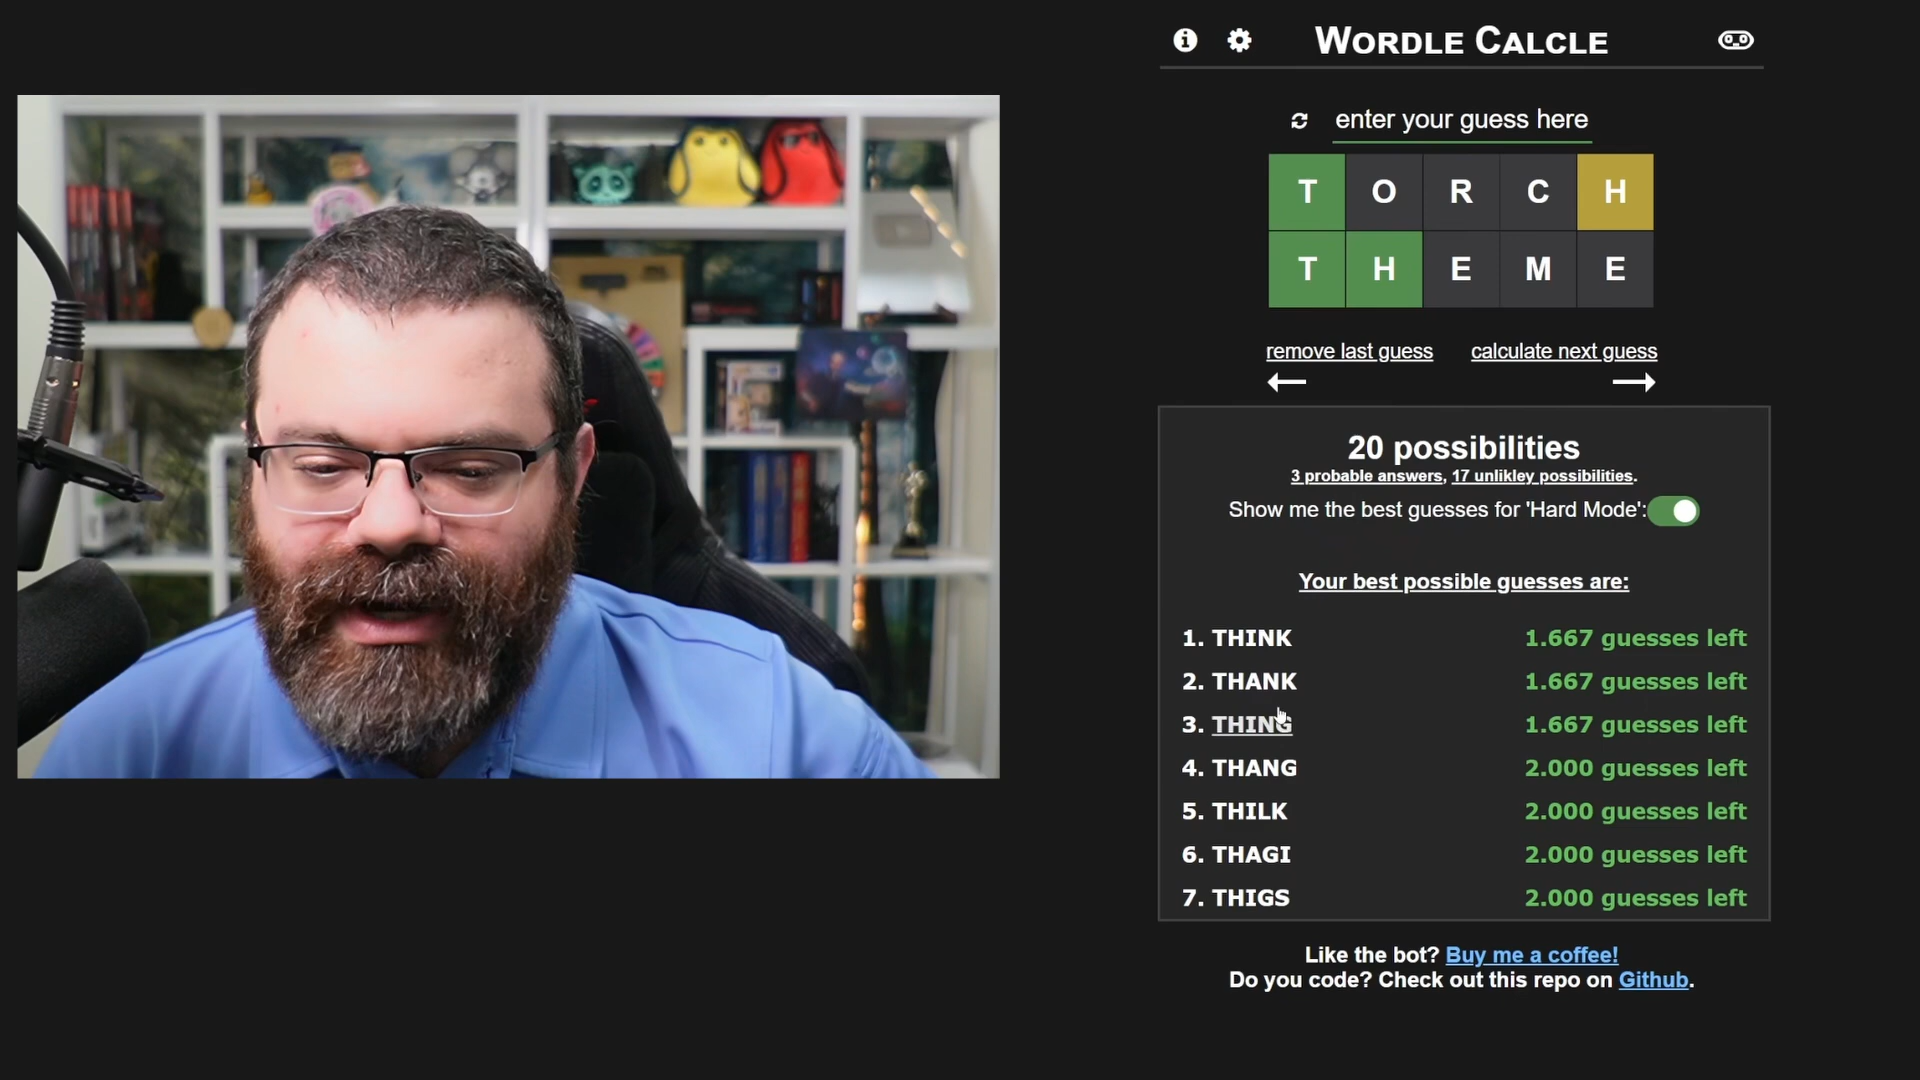 WORDLE CALCLE
enter your guess here
T O R C H
T H E M E
remove last guess calculate next guess
20 possibilities
3 probable answers, 17 unlikley possibilities.
Show me the best guesses for 'Hard Mode':
Your best possible guesses are:
1. THINK 1.667 guesses left
2. THANK 1.667 guesses left
3. THING 1.667 guesses left
4. THANG 2.000 guesses left
5. THILK 2.000 guesses left
6. THAGI 2.000 guesses left
7. THIGS 2.000 guesses left
Like the bot? Buy me a coffee!
Do you code? Check out this repo on Github.